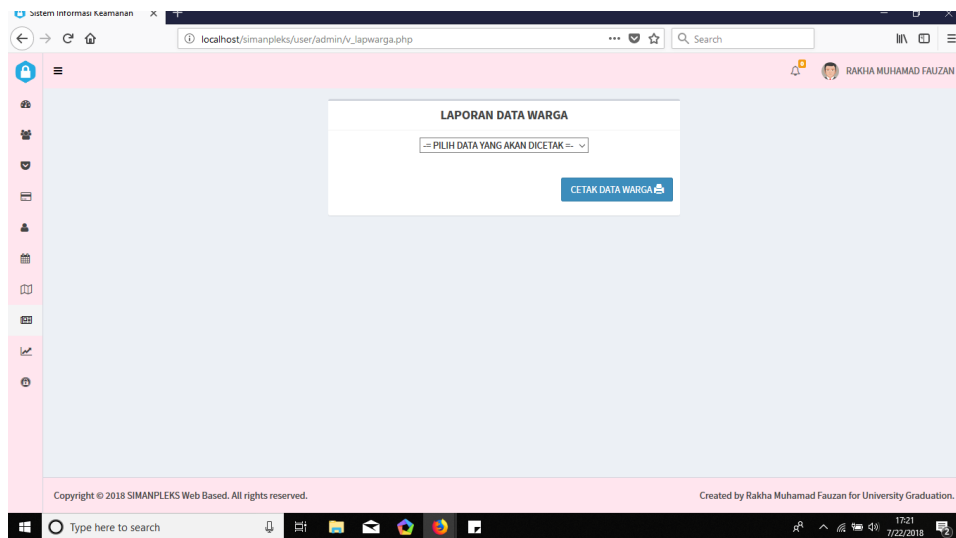 Sistem Informasi Keamanan
localhost/simanpleks/user/admin/v_lapwarga.php
Search
RAKHA MUHAMAD FAUZAN
LAPORAN DATA WARGA
-= PILIH DATA YANG AKAN DICETAK =-
CETAK DATA WARGA
Copyright © 2018 SIMANPLEKS Web Based. All rights reserved.
Created by Rakha Muhamad Fauzan for University Graduation.
Type here to search
17:21
7/22/2018
2